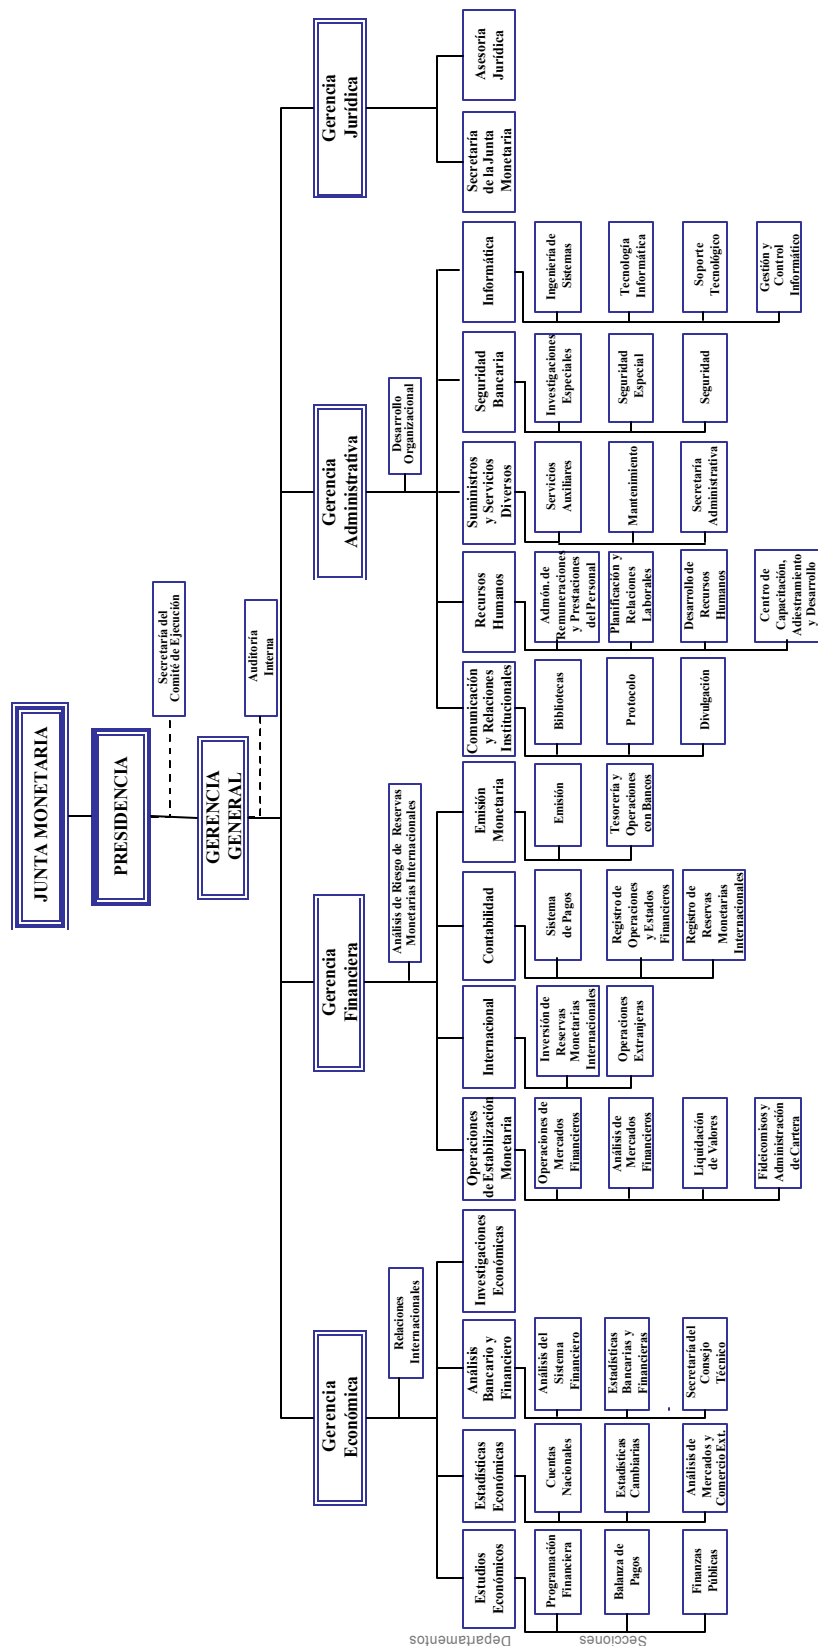 JUNTA MONETARIA
PRESIDENCIA
Secretaría del
Comité de Ejecución
GERENCIA
GENERAL
Auditoría
Interna
Gerencia
Económica
Gerencia
Financiera
Gerencia
Administrativa
Gerencia
Jurídica
Relaciones
Internacionales
Análisis de Riesgo de Reservas
Monetarias Internacionales
Desarrollo
Organizacional
Departamentos
Estudios
Económicos
Estadísticas
Económicas
Análisis
Bancario y
Financiero
Investigaciones
Económicas
Operaciones
de Estabilización
Monetaria
Internacional
Contabilidad
Emisión
Monetaria
Comunicación
y Relaciones
Institucionales
Recursos
Humanos
Suministros
y Servicios
Diversos
Seguridad
Bancaria
Informática
Secretaría
de la Junta
Monetaria
Asesoría
Jurídica
Secciones
Programación
Financiera
Cuentas
Nacionales
Análisis del
Sistema
Financiero
Operaciones de
Mercados
Financieros
Inversión de
Reservas
Monetarias
Internacionales
Sistema
de Pagos
Emisión
Bibliotecas
Admón. de
Remuneraciones
y Prestaciones
del Personal
Servicios
Auxiliares
Investigaciones
Especiales
Ingeniería de
Sistemas
Balanza de
Pagos
Estadísticas
Cambiarias
Estadísticas
Bancarias y
Financieras
Análisis de
Mercados
Financieros
Operaciones
Extranjeras
Registro de
Operaciones
y Estados
Financieros
Tesorería y
Operaciones
con Bancos
Protocolo
Planificación y
Relaciones
Laborales
Mantenimiento
Seguridad
Especial
Tecnología
Informática
Finanzas
Públicas
Análisis de
Mercados y
Comercio Ext.
Secretaría del
Consejo
Técnico
Liquidación
de Valores
Registro de
Reservas
Monetarias
Internacionales
Divulgación
Desarrollo de
Recursos
Humanos
Secretaría
Administrativa
Seguridad
Soporte
Tecnológico
Fideicomisos y
Administración
de Cartera
Centro de
Capacitación,
Adiestramiento
y Desarrollo
Gestión y
Control
Informático